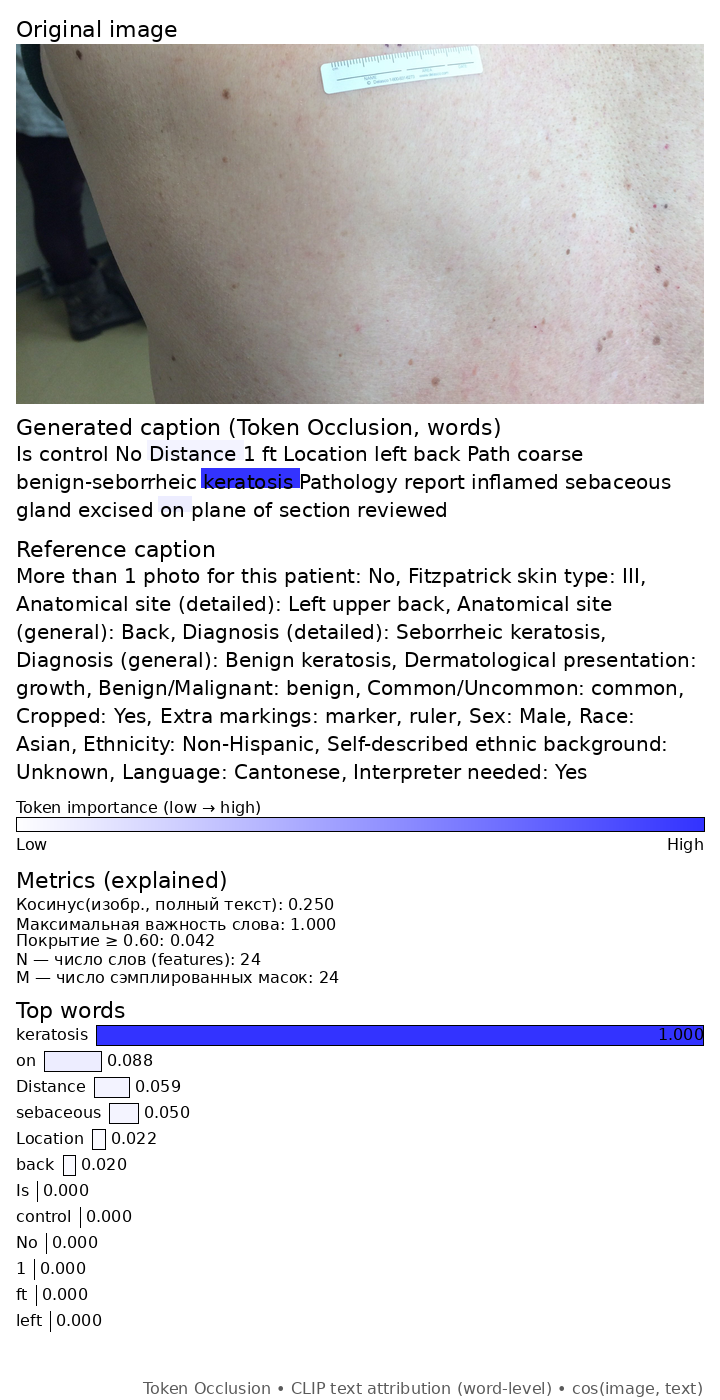 Original image
Generated caption (Token Occlusion, words)
Is control No Distance 1 ft Location left back Path coarse
benign-seborrheic keratosis Pathology report inflamed sebaceous
gland excised on plane of section reviewed
Reference caption
More than 1 photo for this patient: No, Fitzpatrick skin type: III,
Anatomical site (detailed): Left upper back, Anatomical site
(general): Back, Diagnosis (detailed): Seborrheic keratosis,
Diagnosis (general): Benign keratosis, Dermatological presentation:
growth, Benign/Malignant: benign, Common/Uncommon: common,
Cropped: Yes, Extra markings: marker, ruler, Sex: Male, Race:
Asian, Ethnicity: Non-Hispanic, Self-described ethnic background:
Unknown, Language: Cantonese, Interpreter needed: Yes
Token importance (low → high)
Low High
Metrics (explained)
Косинус(изобр., полный текст): 0.250
Максимальная важность слова: 1.000
Покрытие ≥ 0.60: 0.042
N — число слов (features): 24
M — число сэмплированных масок: 24
Top words
keratosis 1.000
on 0.088
Distance 0.059
sebaceous 0.050
Location 0.022
back 0.020
Is 0.000
control 0.000
No 0.000
1 0.000
ft 0.000
left 0.000
Token Occlusion • CLIP text attribution (word-level) • cos(image, text)